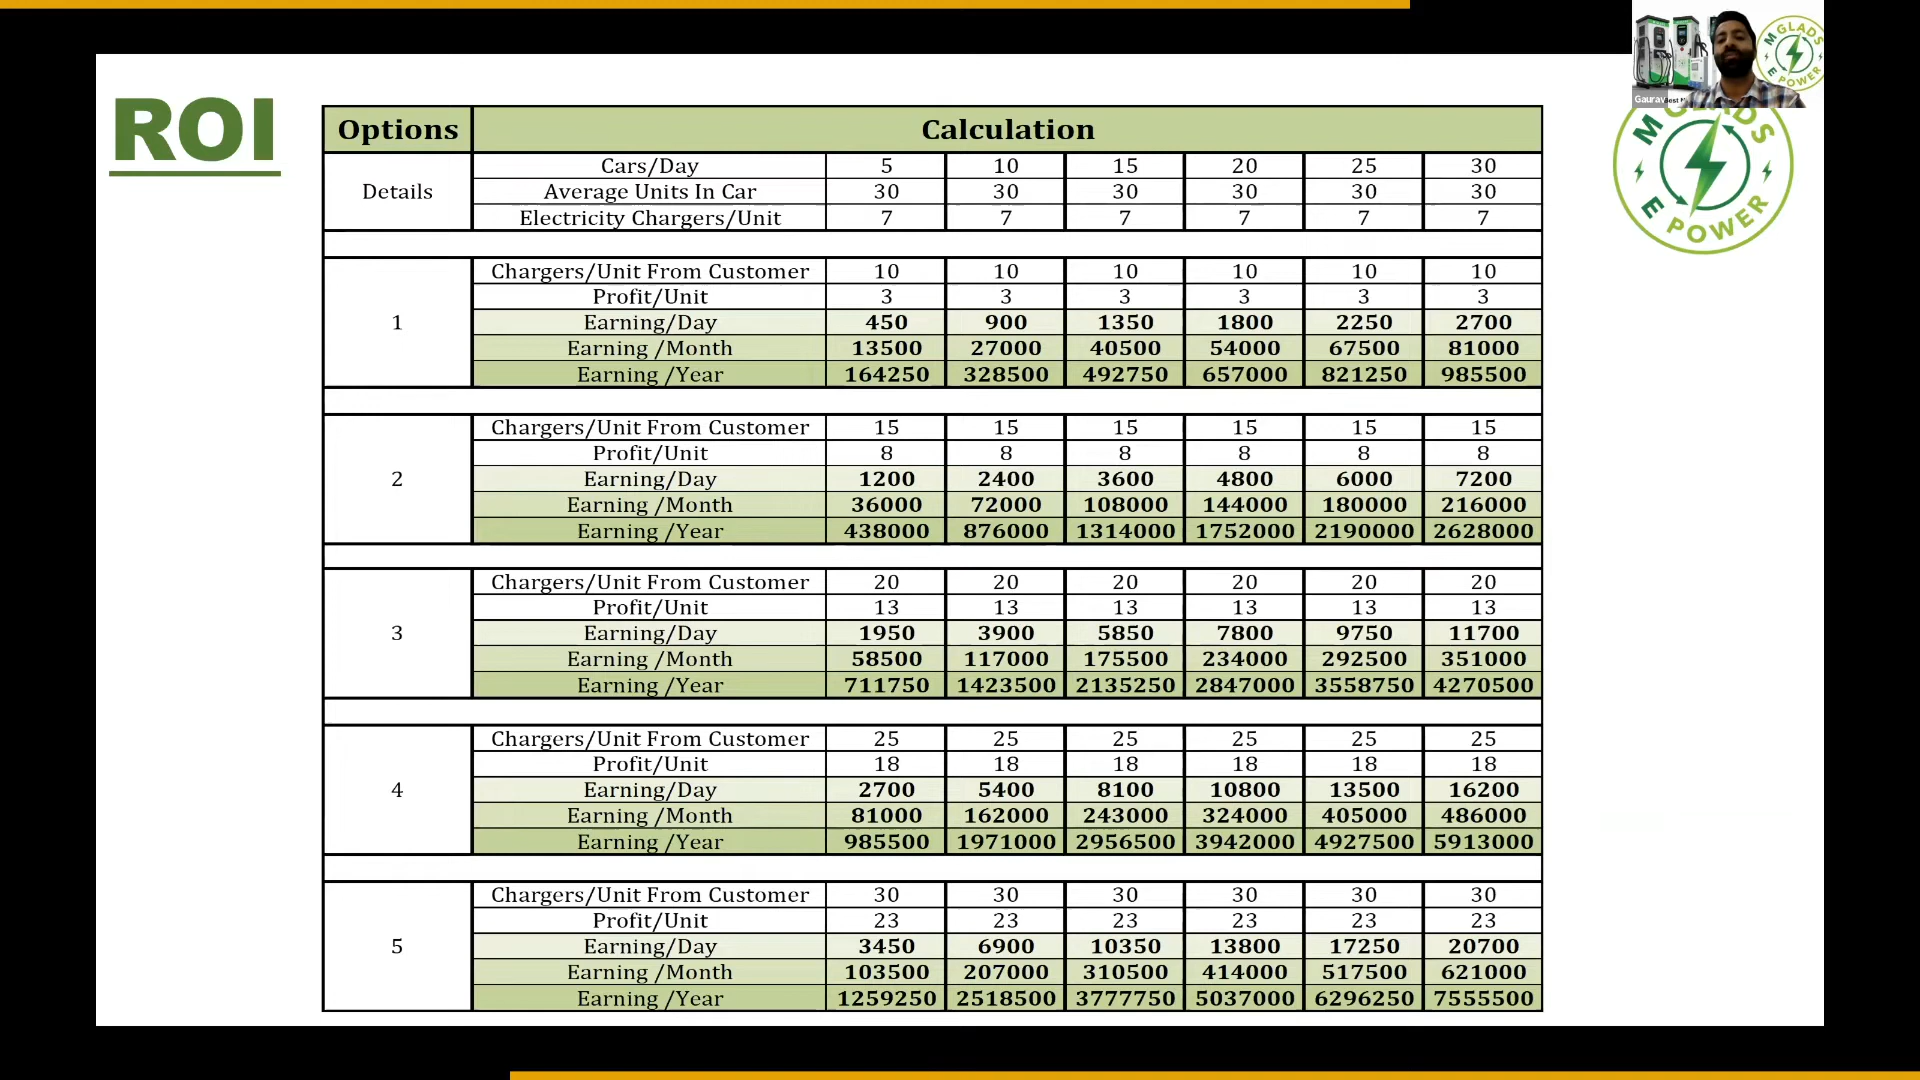 ROI
Options Calculation
Details
Cars/Day 5 10 15 20 25 30
Average Units In Car 30 30 30 30 30 30
Electricity Chargers/Unit 7 7 7 7 7 7
1
Chargers/Unit From Customer 10 10 10 10 10 10
Profit/Unit 3 3 3 3 3 3
Earning/Day 450 900 1350 1800 2250 2700
Earning /Month 13500 27000 40500 54000 67500 81000
Earning /Year 164250 328500 492750 657000 821250 985500
2
Chargers/Unit From Customer 15 15 15 15 15 15
Profit/Unit 8 8 8 8 8 8
Earning/Day 1200 2400 3600 4800 6000 7200
Earning /Month 36000 72000 108000 144000 180000 216000
Earning /Year 438000 876000 1314000 1752000 2190000 2628000
3
Chargers/Unit From Customer 20 20 20 20 20 20
Profit/Unit 13 13 13 13 13 13
Earning/Day 1950 3900 5850 7800 9750 11700
Earning /Month 58500 117000 175500 234000 292500 351000
Earning /Year 711750 1423500 2135250 2847000 3558750 4270500
4
Chargers/Unit From Customer 25 25 25 25 25 25
Profit/Unit 18 18 18 18 18 18
Earning/Day 2700 5400 8100 10800 13500 16200
Earning /Month 81000 162000 243000 324000 405000 486000
Earning /Year 985500 1971000 2956500 3942000 4927500 5913000
5
Chargers/Unit From Customer 30 30 30 30 30 30
Profit/Unit 23 23 23 23 23 23
Earning/Day 3450 6900 10350 13800 17250 20700
Earning /Month 103500 207000 310500 414000 517500 621000
Earning /Year 1259250 2518500 3777750 5037000 6296250 7555500
M GLADS
E POWER
Gaurav
M GLADS
E POWER